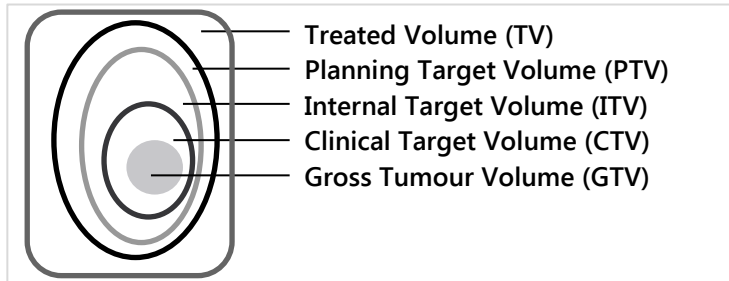 Treated Volume (TV)
Planning Target Volume (PTV)
Internal Target Volume (ITV)
Clinical Target Volume (CTV)
Gross Tumour Volume (GTV)